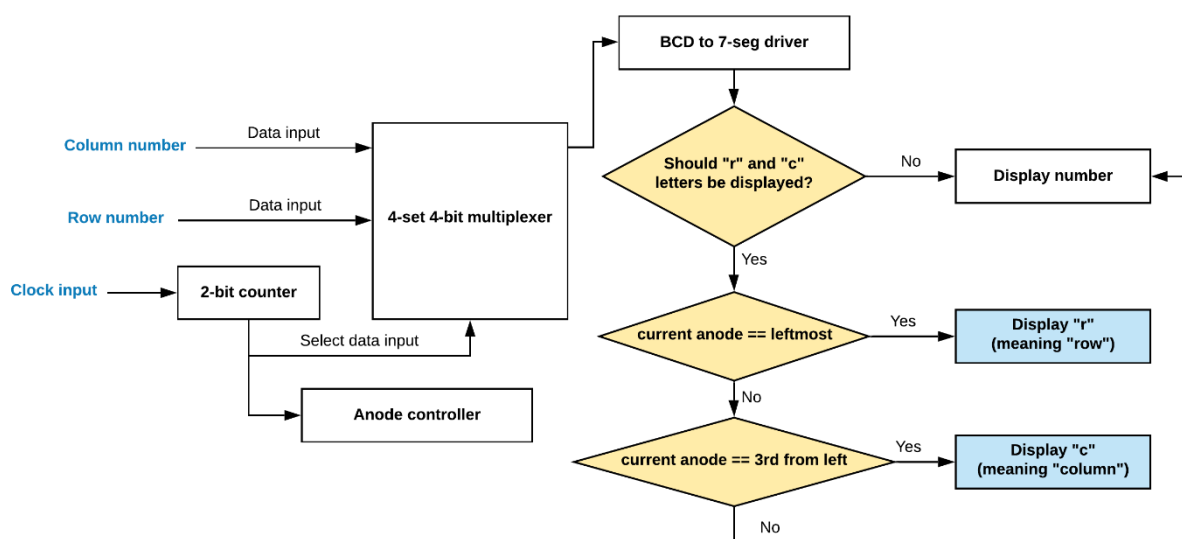 BCD to 7-seg driver
Column number
Data input
Row number
Data input
4-set 4-bit multiplexer
Clock input
2-bit counter
Select data input
Anode controller
Should "r" and "c"
letters be displayed?
No
Display number
Yes
current anode == leftmost
Yes
Display "r"
(meaning "row")
No
current anode == 3rd from left
Yes
Display "c"
(meaning "column")
No